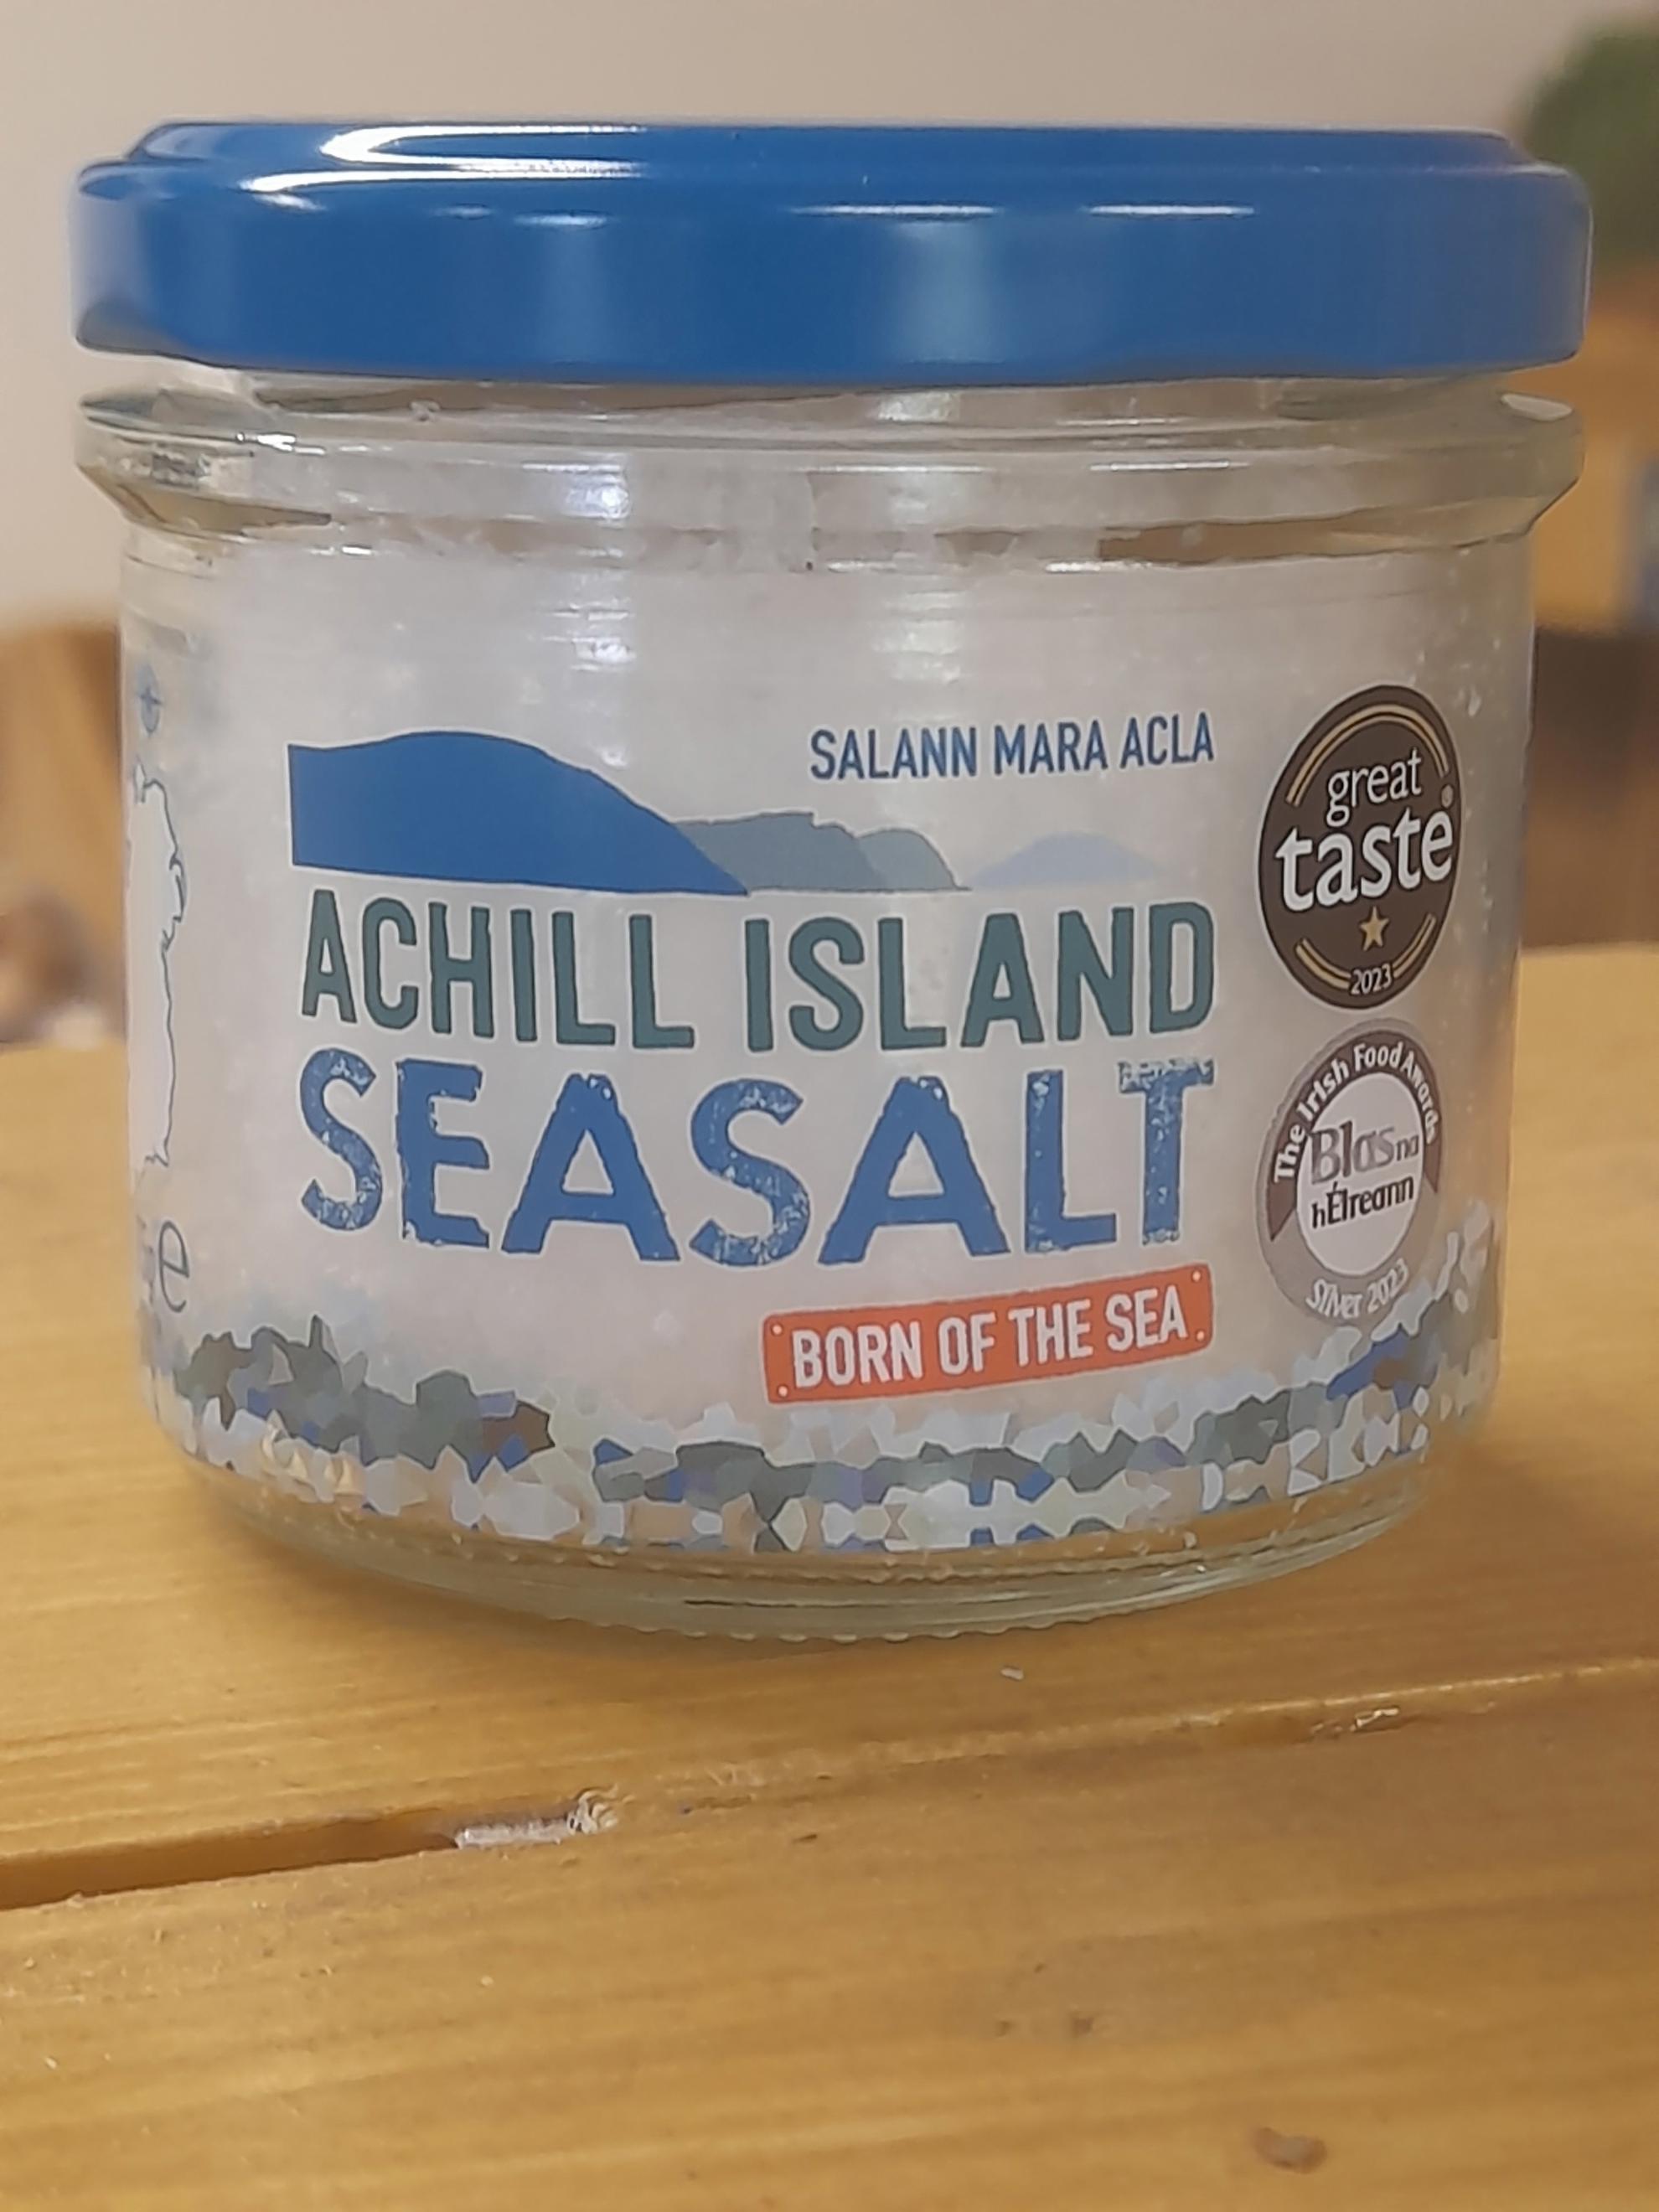 SALANN MARA ACLA
ACHILL ISLAND
SEASALT
BORN OF THE SEA
great
taste
2023
The Irish Food Awards
Blas na
hÉireann
Silver 2023
e